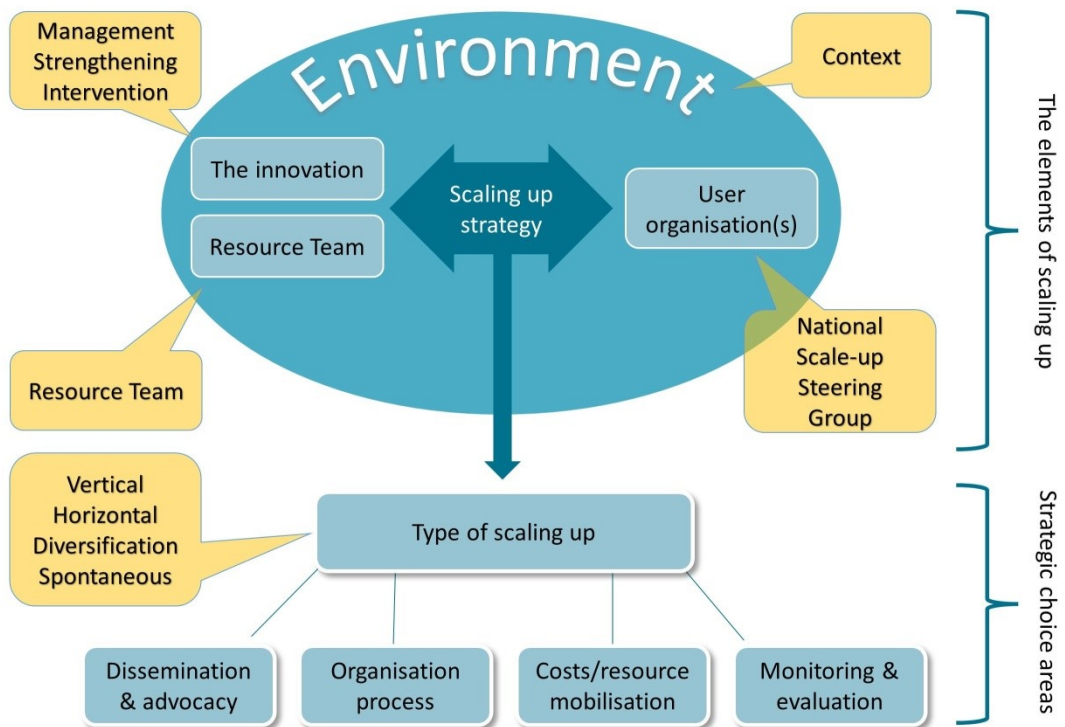 Management
Strengthening
Intervention
Environment
Context
The innovation
Resource Team
Scaling up
strategy
User
organisation(s)
Resource Team
National
Scale-up
Steering
Group
The elements of scaling up
Vertical
Horizontal
Diversification
Spontaneous
Type of scaling up
Dissemination
& advocacy
Organisation
process
Costs/resource
mobilisation
Monitoring &
evaluation
Strategic choice areas